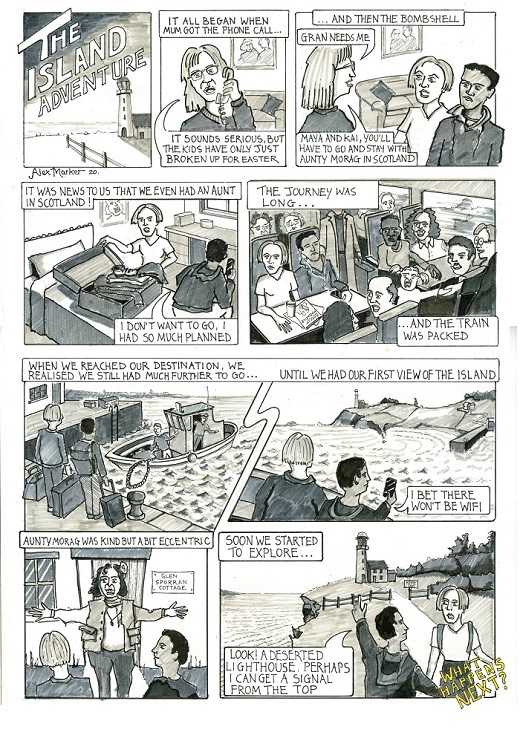 THE
ISLAND
ADVENTURE
Alex Marker 20.
IT ALL BEGAN WHEN
MUM GOT THE PHONE CALL...
IT SOUNDS SERIOUS, BUT
THE KIDS HAVE ONLY JUST
BROKEN UP FOR EASTER
... AND THEN THE BOMBSHELL
GRAN NEEDS ME
MAYA AND KAI, YOU'LL
HAVE TO GO AND STAY WITH
AUNTY MORAG IN SCOTLAND
IT WAS NEWS TO US THAT WE EVEN HAD AN AUNT
IN SCOTLAND!
I DON'T WANT TO GO, I
HAD SO MUCH PLANNED
THE JOURNEY WAS
LONG...
...AND THE TRAIN
WAS PACKED
WHEN WE REACHED OUR DESTINATION, WE
REALISED WE STILL HAD MUCH FURTHER TO GO...
UNTIL WE HAD OUR FIRST VIEW OF THE ISLAND
I BET THERE
WON'T BE WIFI
AUNTY MORAG WAS KIND BUT A BIT ECCENTRIC
GLEN
SPORRAN
COTTAGE
SOON WE STARTED
TO EXPLORE...
LOOK! A DESERTED
LIGHTHOUSE. PERHAPS
I CAN GET A SIGNAL
FROM THE TOP
WHAT
HAPPENS
NEXT?